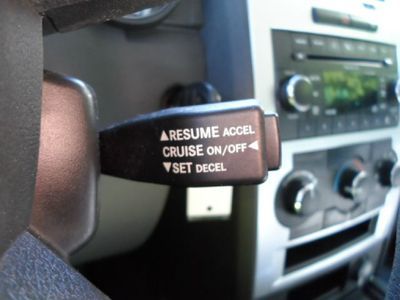 ▲RESUME ACCEL
CRUISE ON/OFF◄
▼SET DECEL